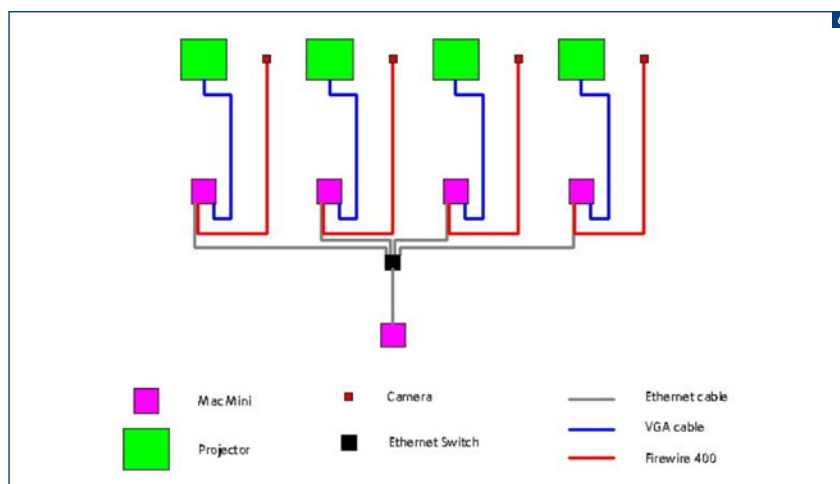 Mac Mini
Camera
Ethernet cable
VGA cable
Projector
Ethernet Switch
Firewire 400